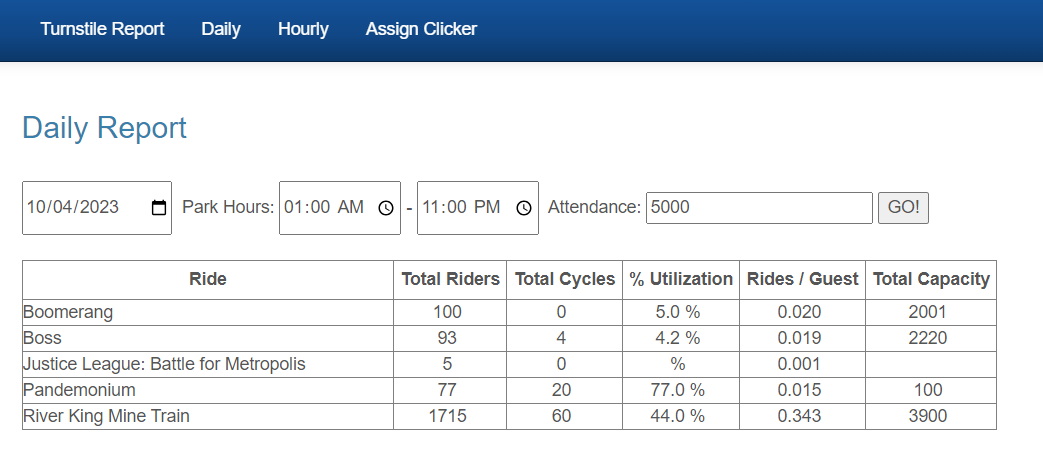 Turnstile Report Daily Hourly Assign Clicker
Daily Report
10/04/2023 Park Hours: 01:00 AM - 11:00 PM Attendance: 5000 GO!
Ride Total Riders Total Cycles % Utilization Rides / Guest Total Capacity
Boomerang 100 0 5.0 % 0.020 2001
Boss 93 4 4.2 % 0.019 2220
Justice League: Battle for Metropolis 5 0 % 0.001
Pandemonium 77 20 77.0 % 0.015 100
River King Mine Train 1715 60 44.0 % 0.343 3900